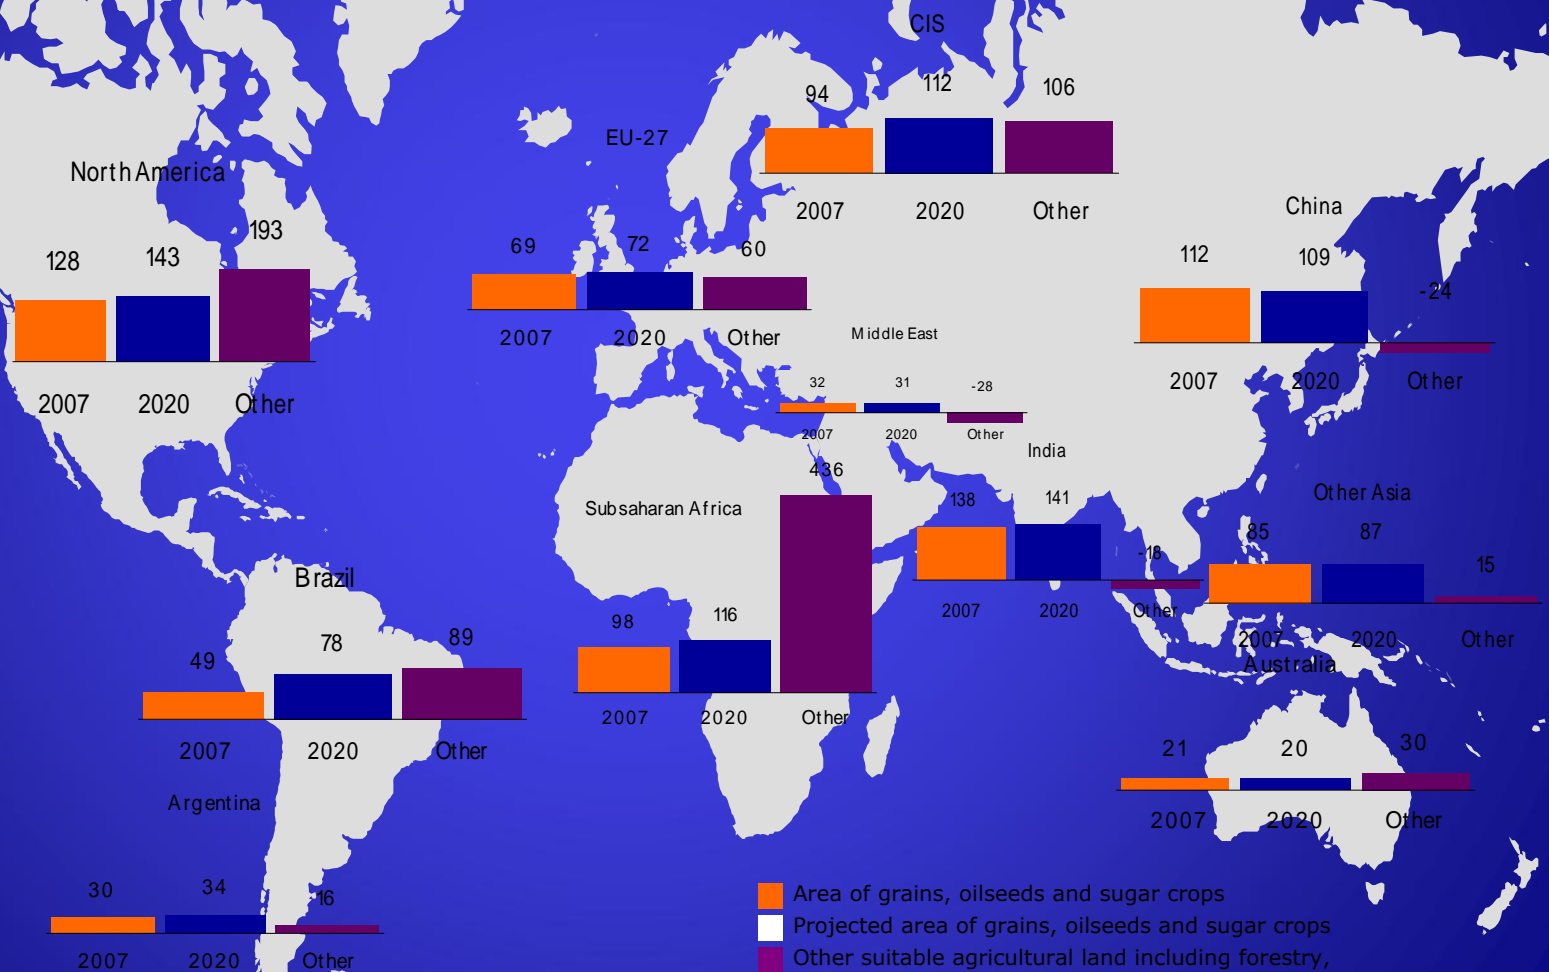 CIS
94 112 106
2007 2020 Other
EU-27
69 72 60
2007 2020 Other
North America
128 143 193
2007 2020 Other
China
112 109 -24
2007 2020 Other
Middle East
32 31 -28
2007 2020 Other
India
138 141 -18
2007 2020 Other
Subsaharan Africa
98 116 436
2007 2020 Other
Other Asia
85 87 15
2007 2020 Other
Brazil
49 78 89
2007 2020 Other
Australia
21 20 30
2007 2020 Other
Argentina
30 34 16
2007 2020 Other
Area of grains, oilseeds and sugar crops
Projected area of grains, oilseeds and sugar crops
Other suitable agricultural land including forestry,